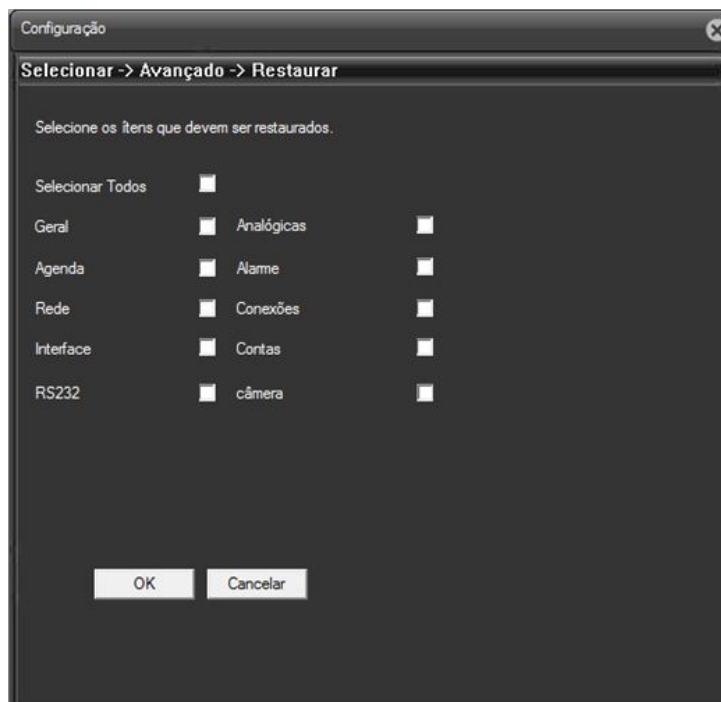 Configuração
Selecionar -> Avançado -> Restaurar
Selecione os ítens que devem ser restaurados.
Selecionar Todos
Geral Analógicas
Agenda Alarme
Rede Conexões
Interface Contas
RS232 câmera
OK Cancelar